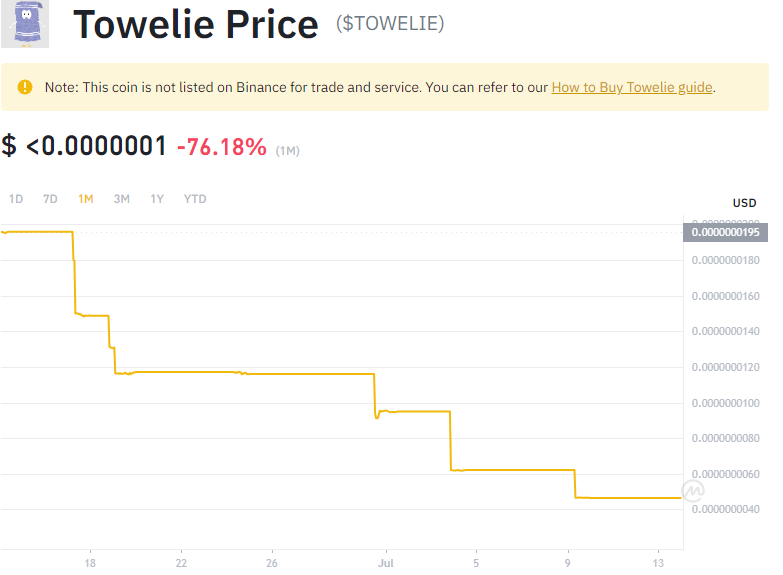 Towelie Price ($TOWELIE)
Note: This coin is not listed on Binance for trade and service. You can refer to our How to Buy Towelie guide.
$ <0.0000001 -76.18% (1M)
1D 7D 1M 3M 1Y YTD
USD
0.0000000200
0.0000000195
0.0000000180
0.0000000160
0.0000000140
0.0000000120
0.0000000100
0.0000000080
0.0000000060
0.0000000040
18 22 26 Jul 5 9 13